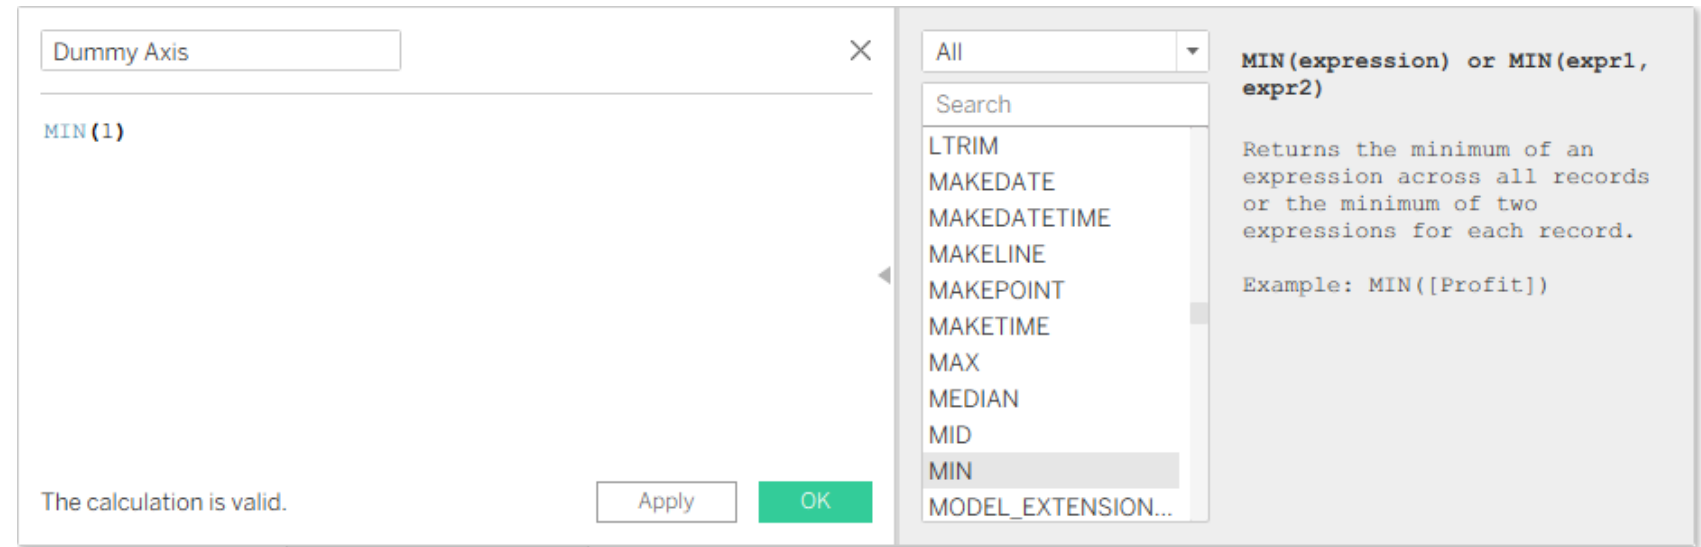 Dummy Axis
MIN(1)
The calculation is valid.
Apply
OK
All
Search
LTRIM
MAKEDATE
MAKEDATETIME
MAKELINE
MAKEPOINT
MAKETIME
MAX
MEDIAN
MID
MIN
MODEL_EXTENSION...
MIN(expression) or MIN(expr1,
expr2)
Returns the minimum of an
expression across all records
or the minimum of two
expressions for each record.
Example: MIN([Profit])